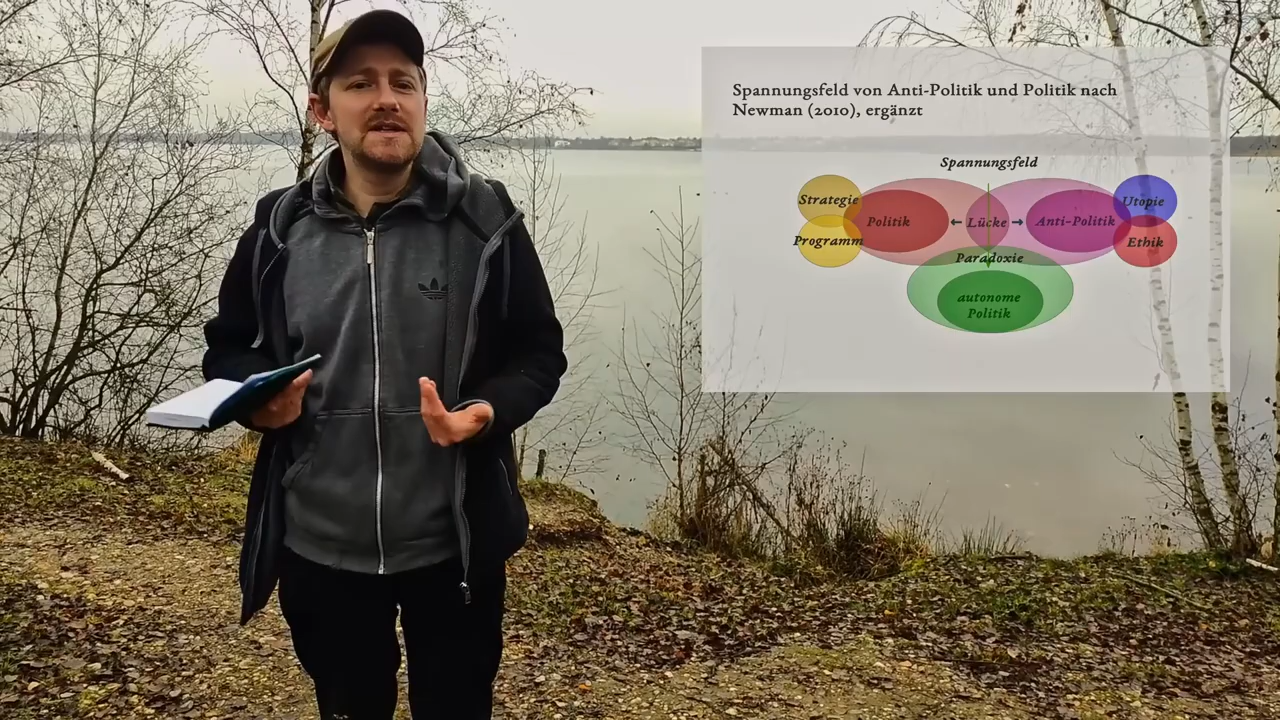 Spannungsfeld von Anti-Politik und Politik nach
Newman (2010), ergänzt
Spannungsfeld
Strategie
Utopie
Politik
Lücke
Anti-Politik
Programm
Ethik
Paradoxie
autonome
Politik